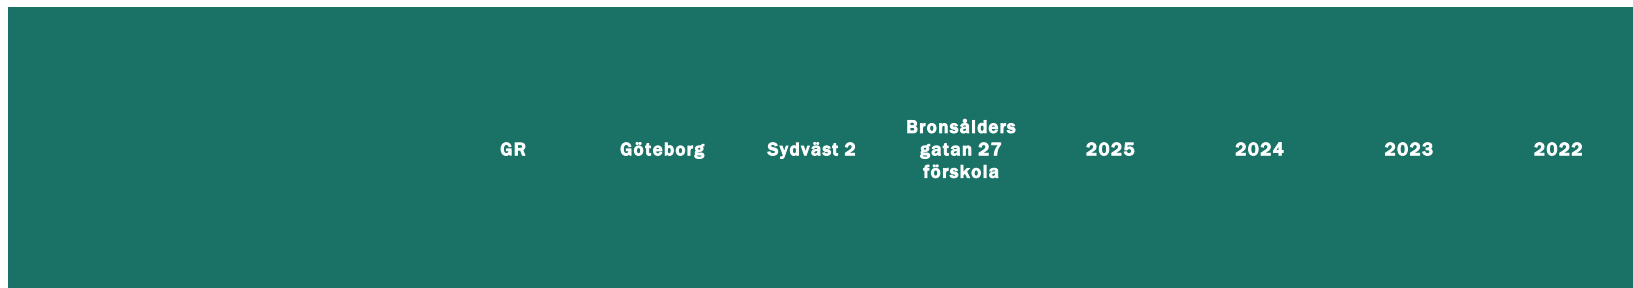 GR
Göteborg
Sydväst 2
Bronsålders
gatan 27
förskola
2025
2024
2023
2022